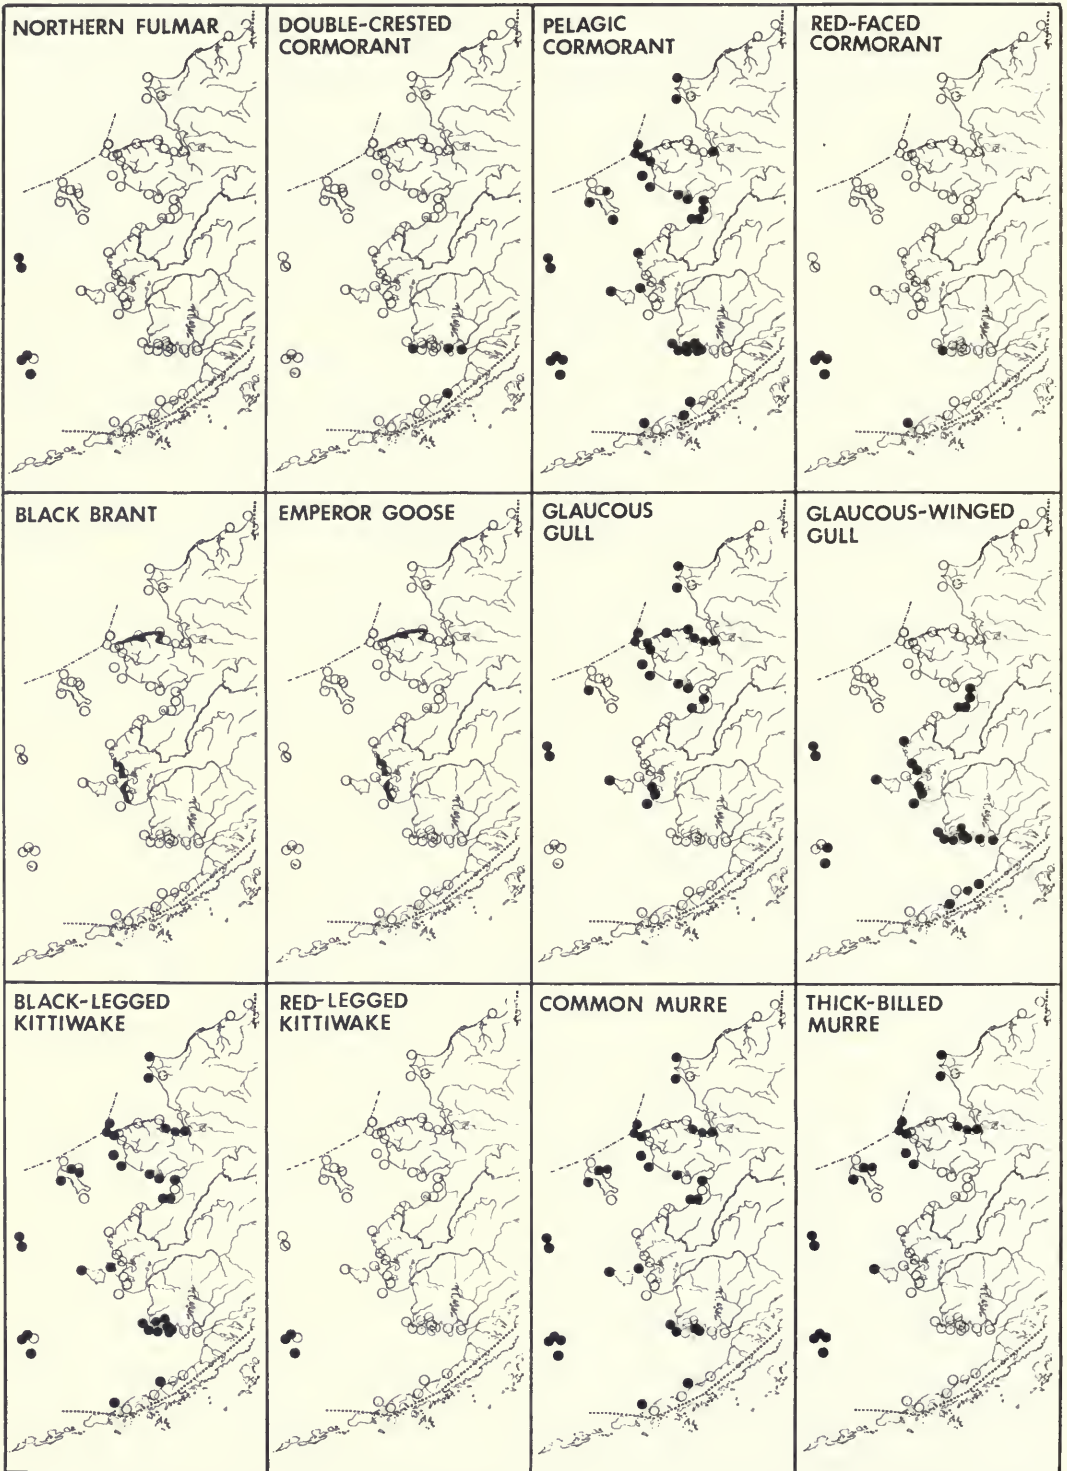 NORTHERN FULMAR
DOUBLE-CRESTED
CORMORANT
PELAGIC
CORMORANT
RED-FACED
CORMORANT
BLACK BRANT
EMPEROR GOOSE
GLAUCOUS
GULL
GLAUCOUS-WINGED
GULL
BLACK-LEGGED
KITTIWAKE
RED-LEGGED
KITTIWAKE
COMMON MURRE
THICK-BILLED
MURRE